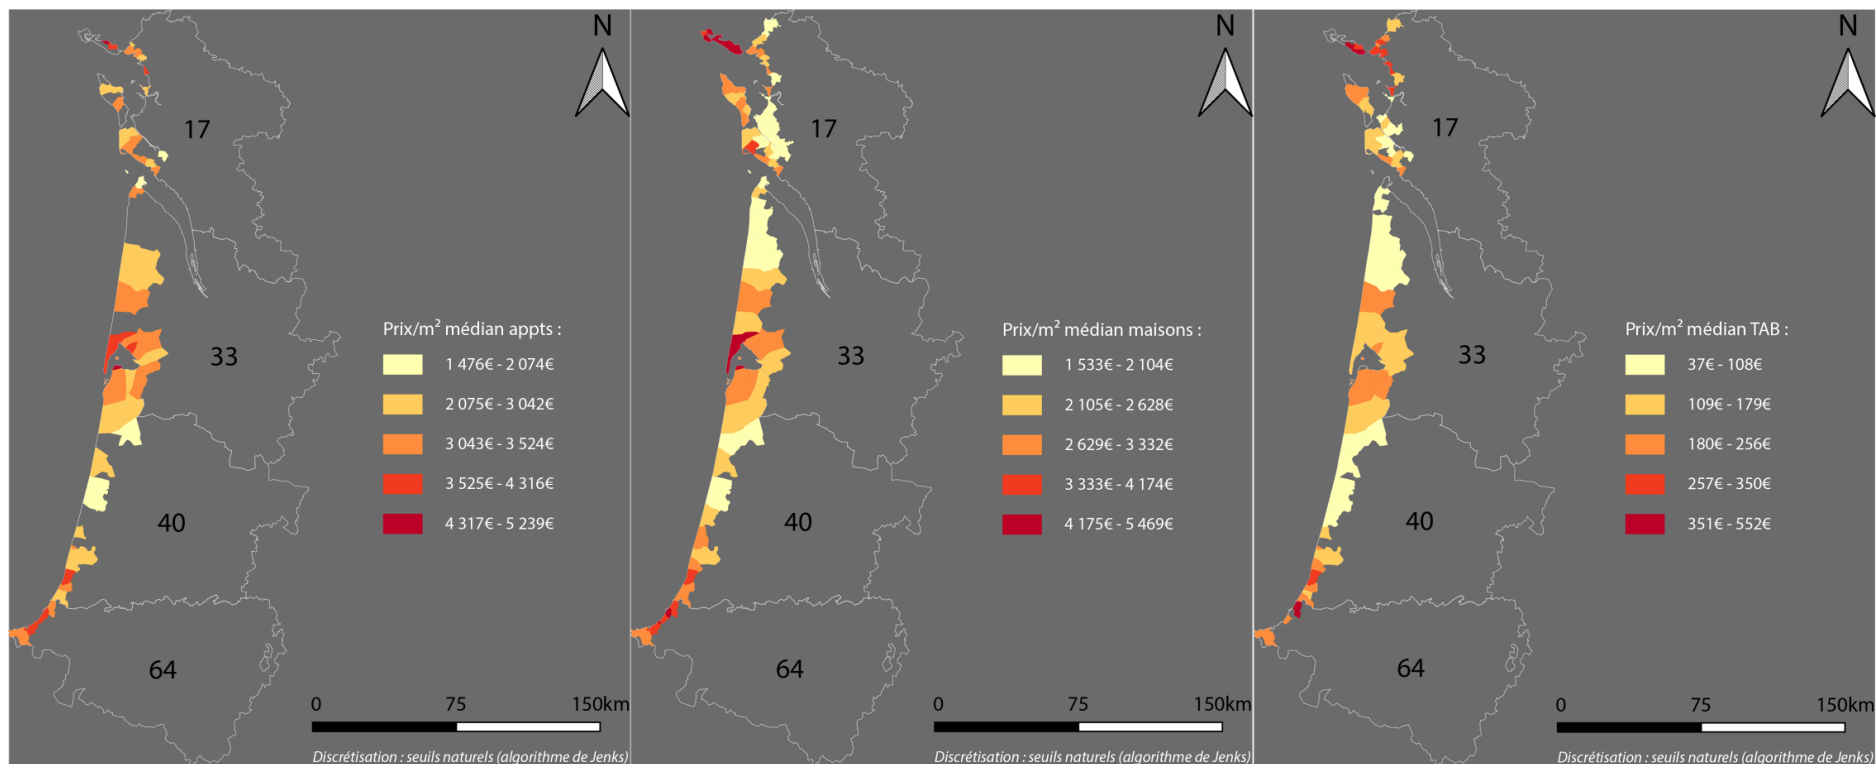 N
17
33
40
64
Prix/m² médian appts :
1 476€ - 2 074€
2 075€ - 3 042€
3 043€ - 3 524€
3 525€ - 4 316€
4 317€ - 5 239€
0 75 150km
Discrétisation : seuils naturels (algorithme de Jenks)
N
17
33
40
64
Prix/m² médian maisons :
1 533€ - 2 104€
2 105€ - 2 628€
2 629€ - 3 332€
3 333€ - 4 174€
4 175€ - 5 469€
0 75 150km
Discrétisation : seuils naturels (algorithme de Jenks)
N
17
33
40
64
Prix/m² médian TAB :
37€ - 108€
109€ - 179€
180€ - 256€
257€ - 350€
351€ - 552€
0 75 150km
Discrétisation : seuils naturels (algorithme de Jenks)